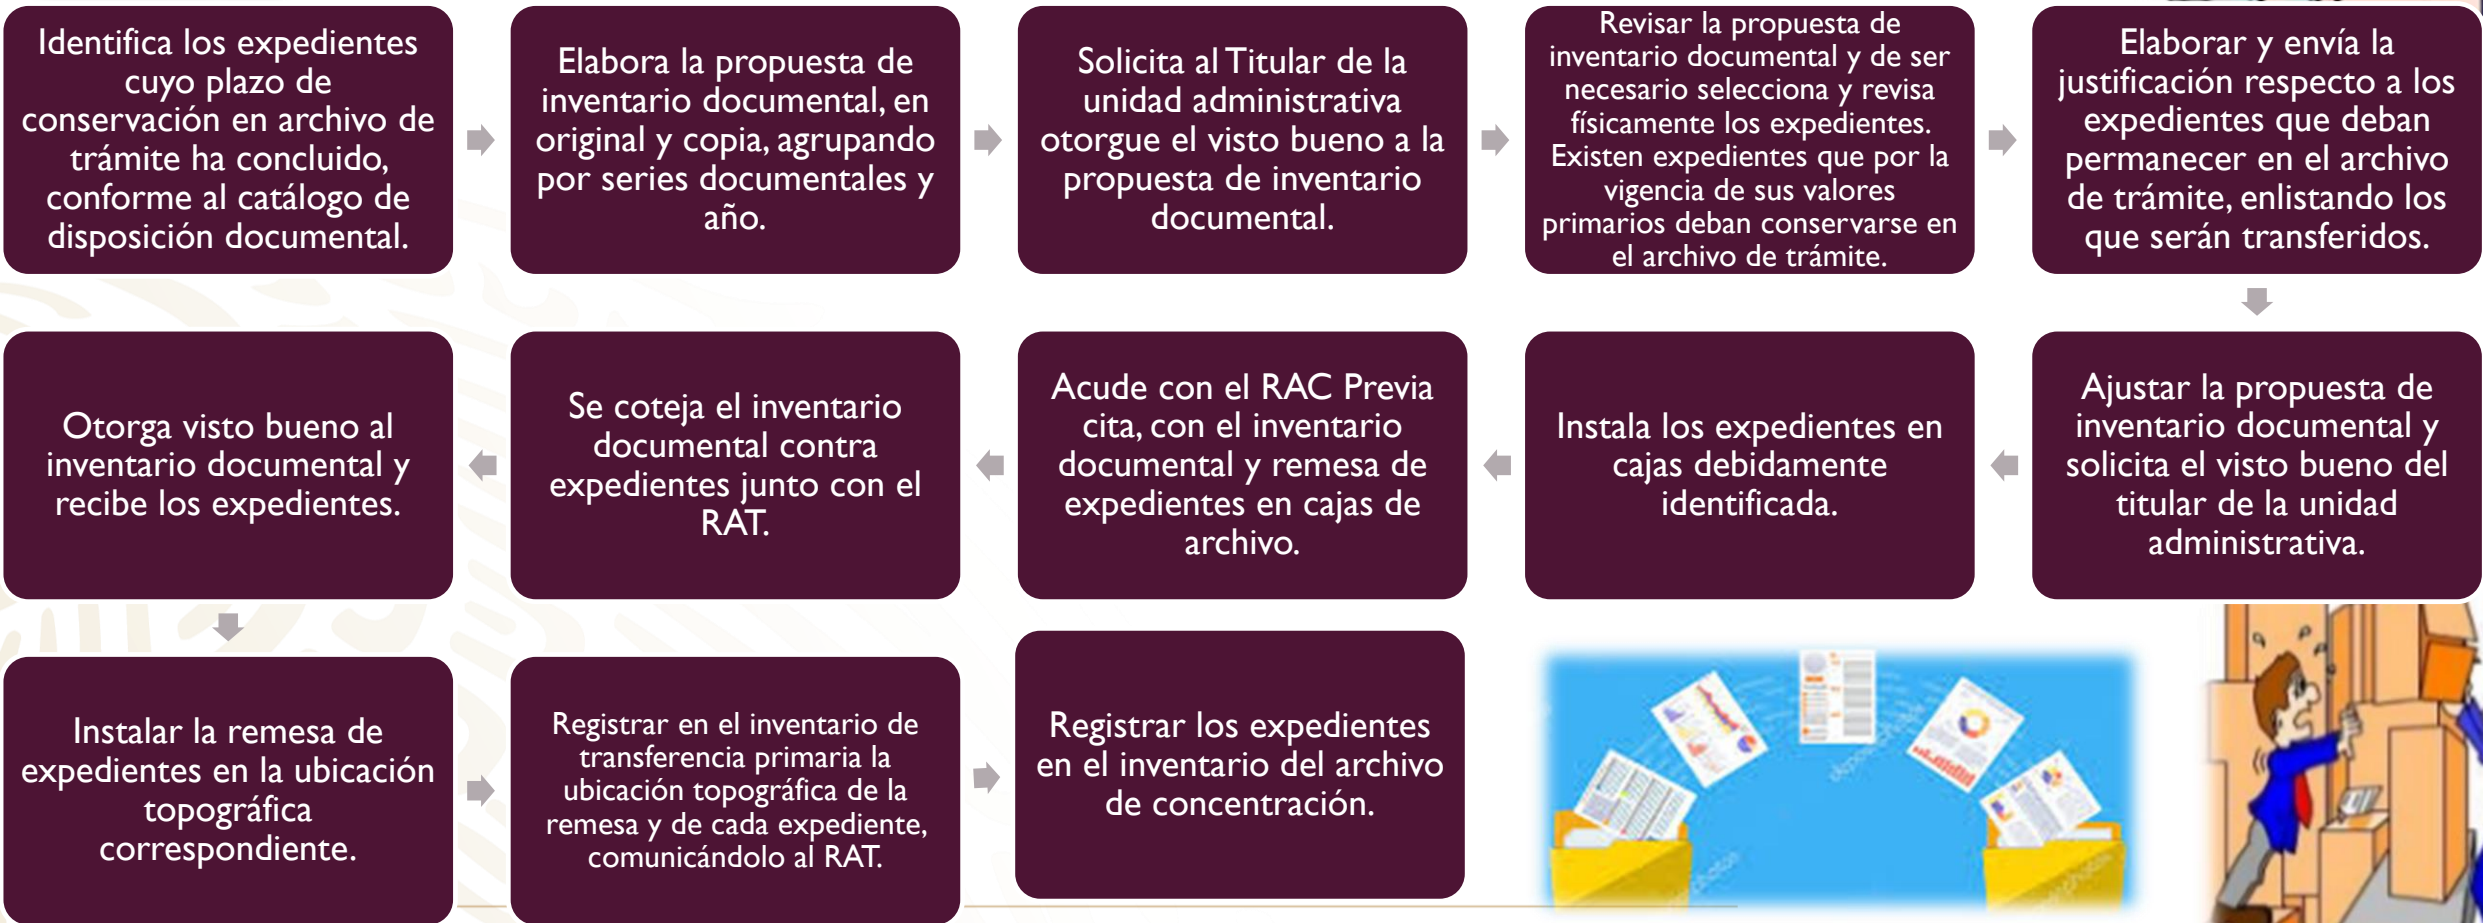 Identifica los expedientes
cuyo plazo de
conservación en archivo de
trámite ha concluido,
conforme al catálogo de
disposición documental.
Elabora la propuesta de
inventario documental, en
original y copia, agrupando
por series documentales y
año.
Solicita al Titular de la
unidad administrativa
otorgue el visto bueno a la
propuesta de inventario
documental.
Revisar la propuesta de
inventario documental y de ser
necesario selecciona y revisa
físicamente los expedientes.
Existen expedientes que por la
vigencia de sus valores
primarios deban conservarse en
el archivo de trámite.
Elaborar y envía la
justificación respecto a los
expedientes que deban
permanecer en el archivo
de trámite, enlistando los
que serán transferidos.
Ajustar la propuesta de
inventario documental y
solicita el visto bueno del
titular de la unidad
administrativa.
Instala los expedientes en
cajas debidamente
identificada.
Acude con el RAC Previa
cita, con el inventario
documental y remesa de
expedientes en cajas de
archivo.
Se coteja el inventario
documental contra
expedientes junto con el
RAT.
Otorga visto bueno al
inventario documental y
recibe los expedientes.
Instalar la remesa de
expedientes en la ubicación
topográfica
correspondiente.
Registrar en el inventario de
transferencia primaria la
ubicación topográfica de la
remesa y de cada expediente,
comunicándolo al RAT.
Registrar los expedientes
en el inventario del archivo
de concentración.